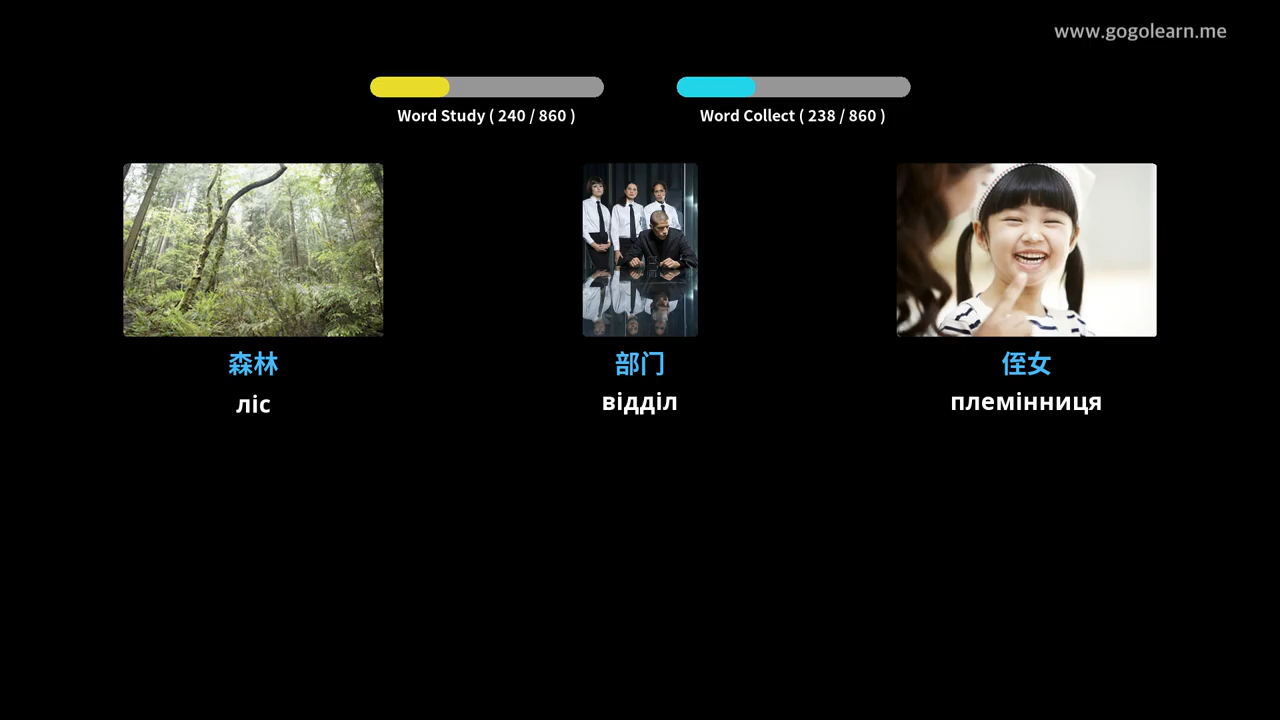 www.gogolearn.me
Word Study ( 240 / 860 )
Word Collect ( 238 / 860 )
森林
部门
侄女
ліс
відділ
племінниця